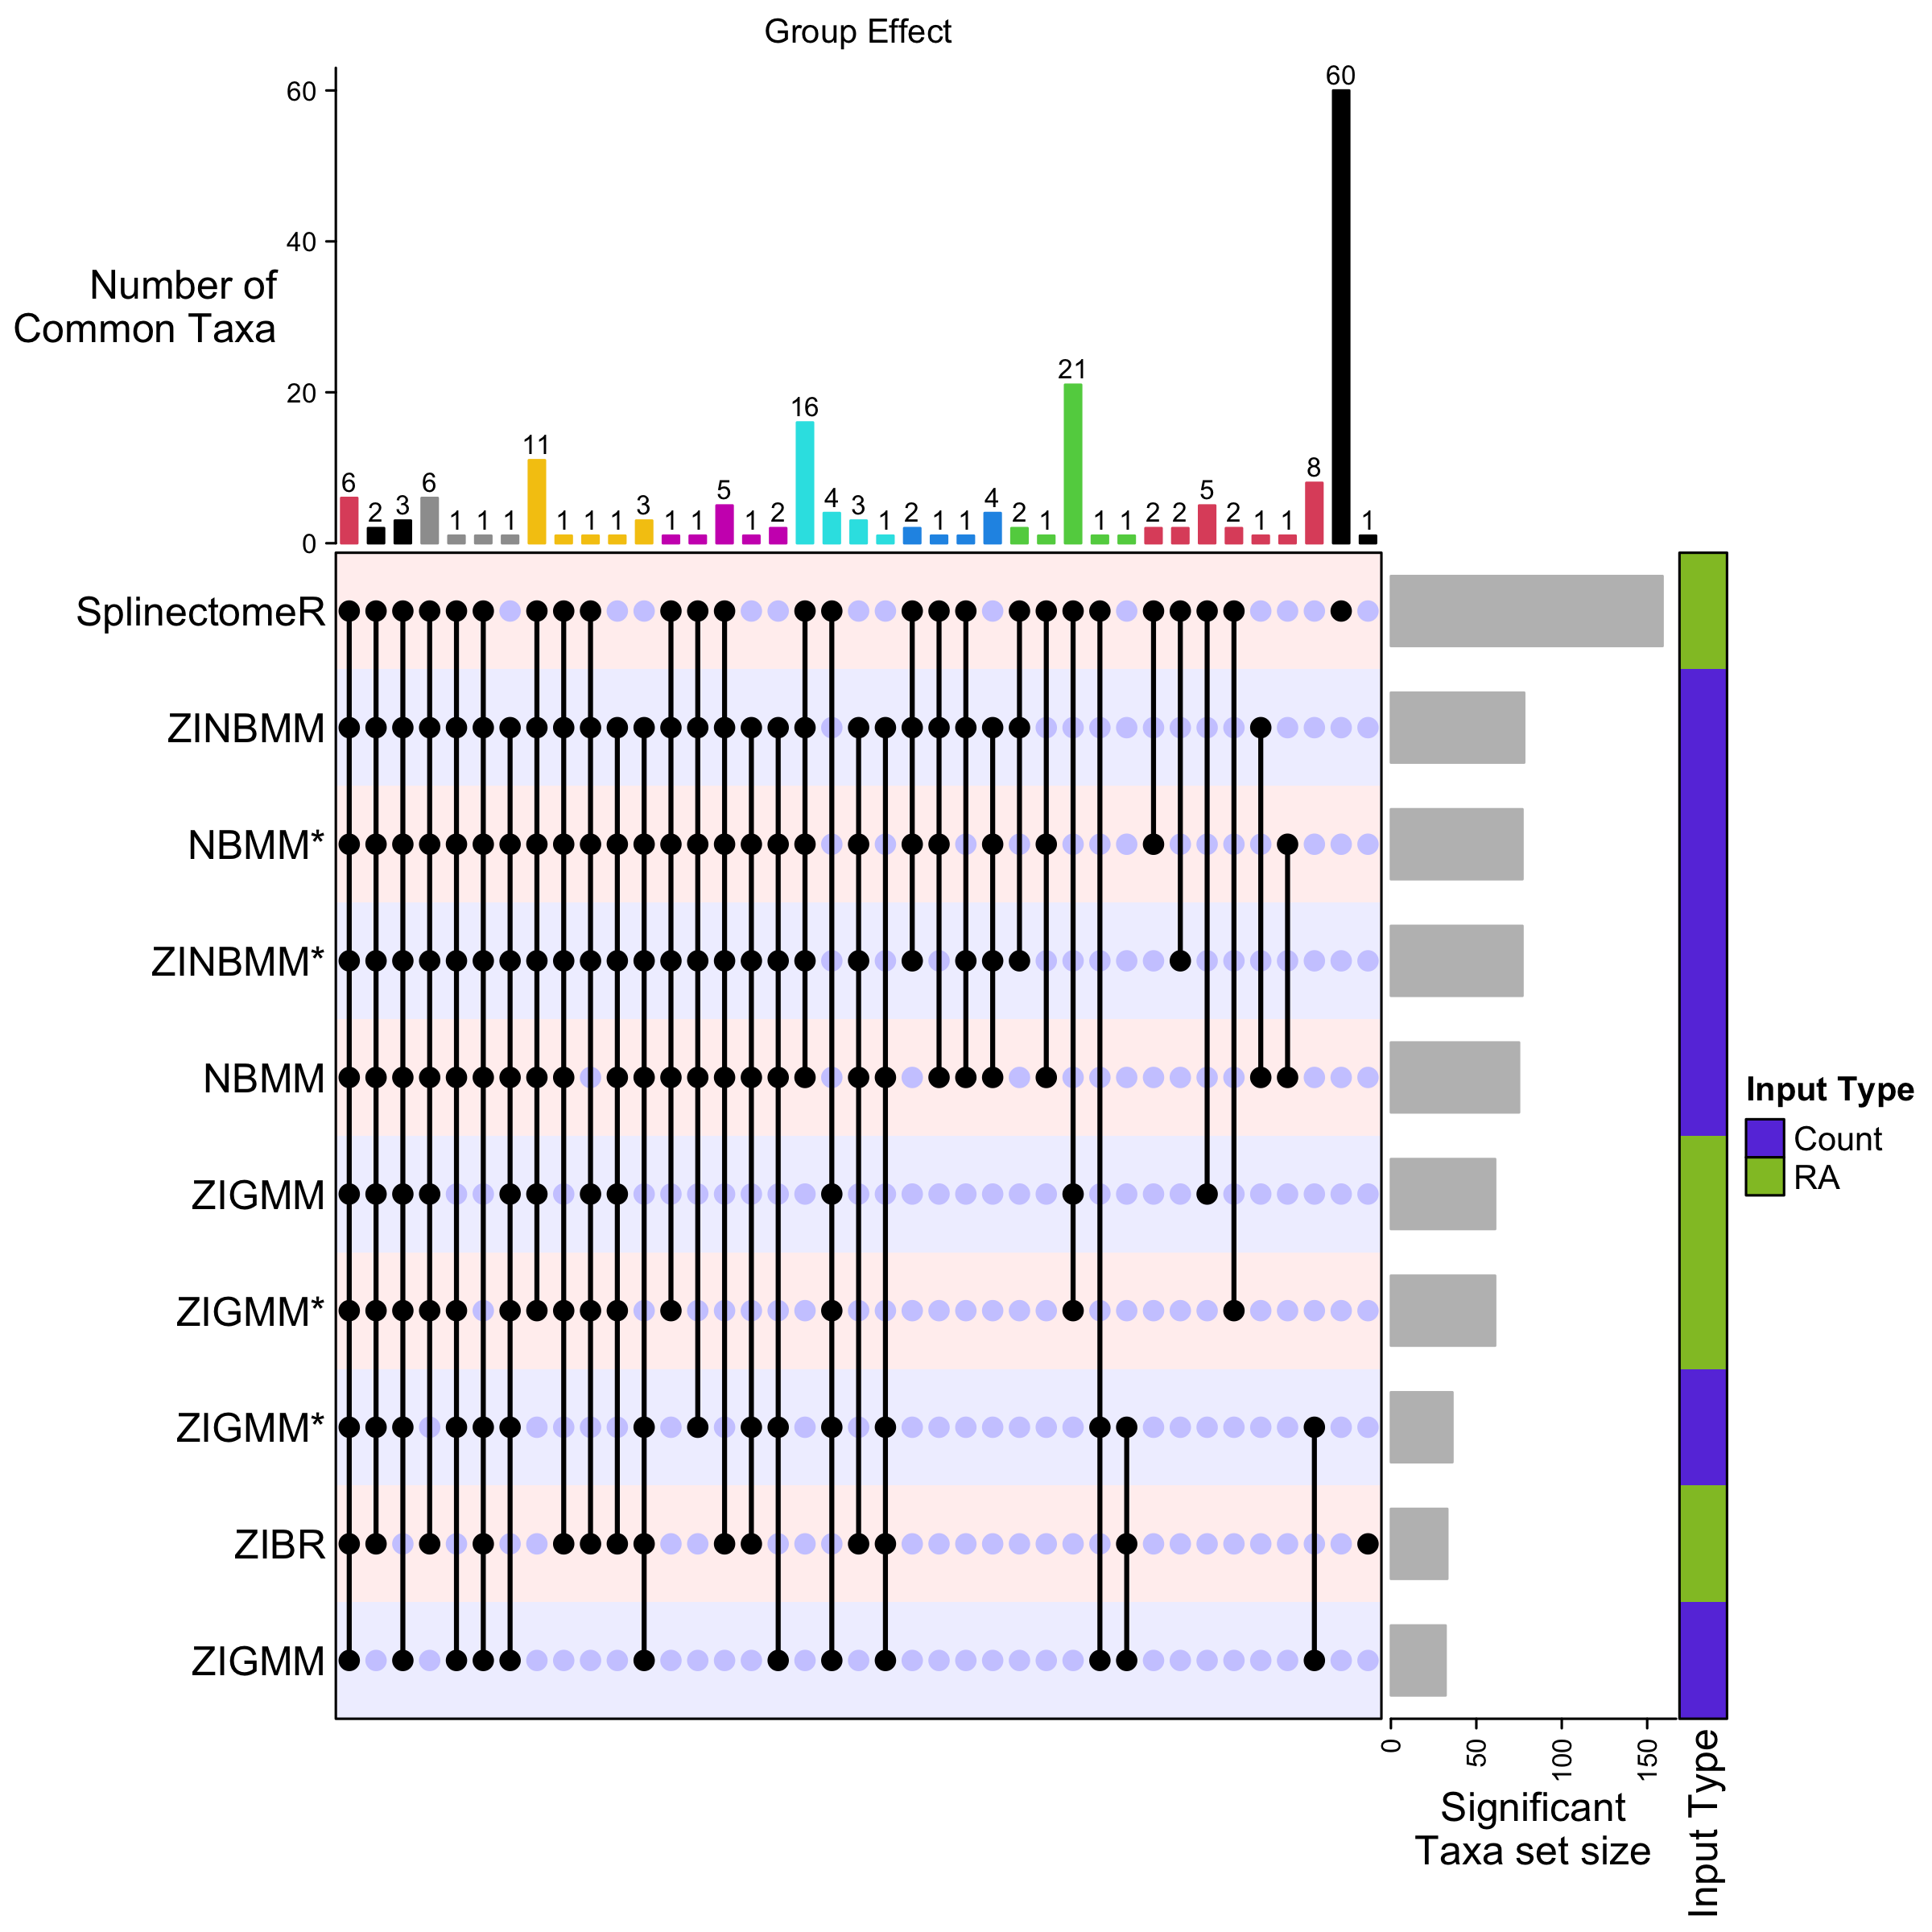 Group Effect
60
40
20
0
Number of
Common Taxa
6 2 3 6 1 1 1 11 1 1 1 3 1 1 5 1 2 16 4 3 1 2 1 1 4 2 1 21 1 1 2 2 5 2 1 1 8 60 1
SplinectomeR
ZINBMM
NBMM*
ZINBMM*
NBMM
ZIGMM
ZIGMM*
ZIGMM*
ZIBR
ZIGMM
0 50 100 150
Significant
Taxa set size
Input Type
Input Type
Count
RA